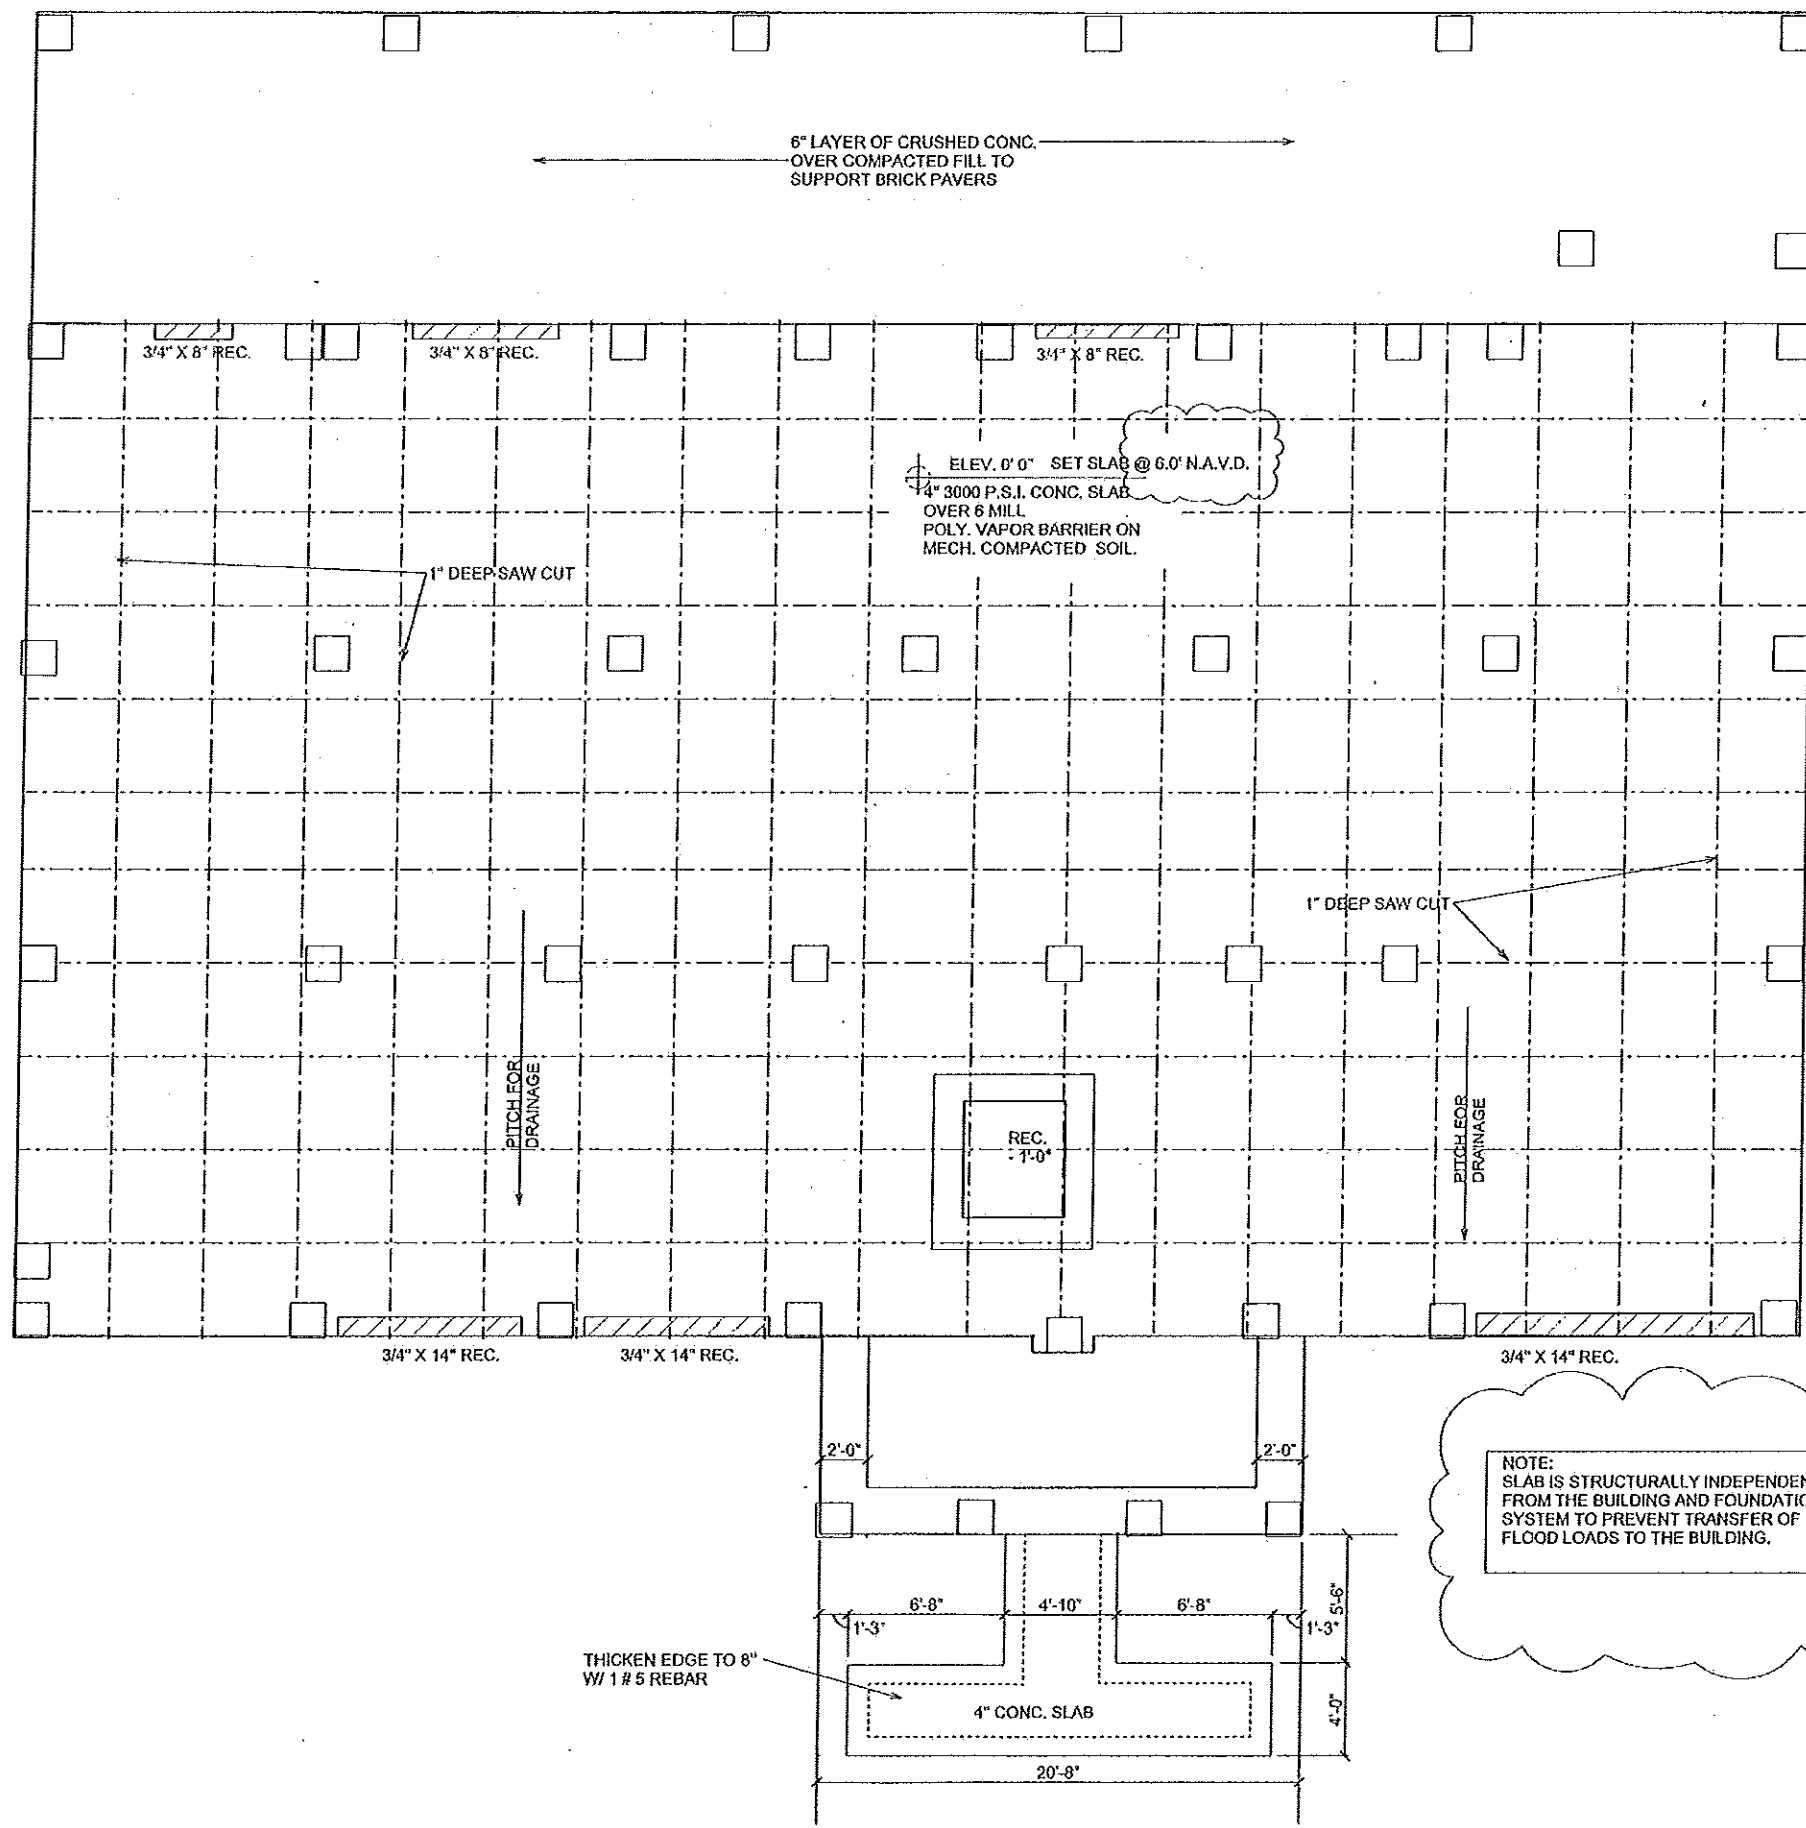 6" LAYER OF CRUSHED CONC.
OVER COMPACTED FILL TO
SUPPORT BRICK PAVERS
3/4" X 8" REC.
3/4" X 8" REC.
3/4" X 8" REC.
ELEV. 0' 0" SET SLAB @ 6.0' N.A.V.D.
4" 3000 P.S.I. CONC. SLAB
OVER 6 MILL
POLY. VAPOR BARRIER ON
MECH. COMPACTED SOIL.
1" DEEP SAW CUT
1" DEEP SAW CUT
PITCH FOR
DRAINAGE
REC.
- 1'-0"
PITCH FOR
DRAINAGE
3/4" X 14" REC.
3/4" X 14" REC.
3/4" X 14" REC.
2'-0"
2'-0"
NOTE:
SLAB IS STRUCTURALLY INDEPENDEN
FROM THE BUILDING AND FOUNDATIO
SYSTEM TO PREVENT TRANSFER OF
FLOOD LOADS TO THE BUILDING.
6'-8"
4'-10"
6'-8"
5'-6"
1'-3"
1'-3"
THICKEN EDGE TO 8"
W/ 1 # 5 REBAR
4" CONC. SLAB
4'-0"
20'-8"